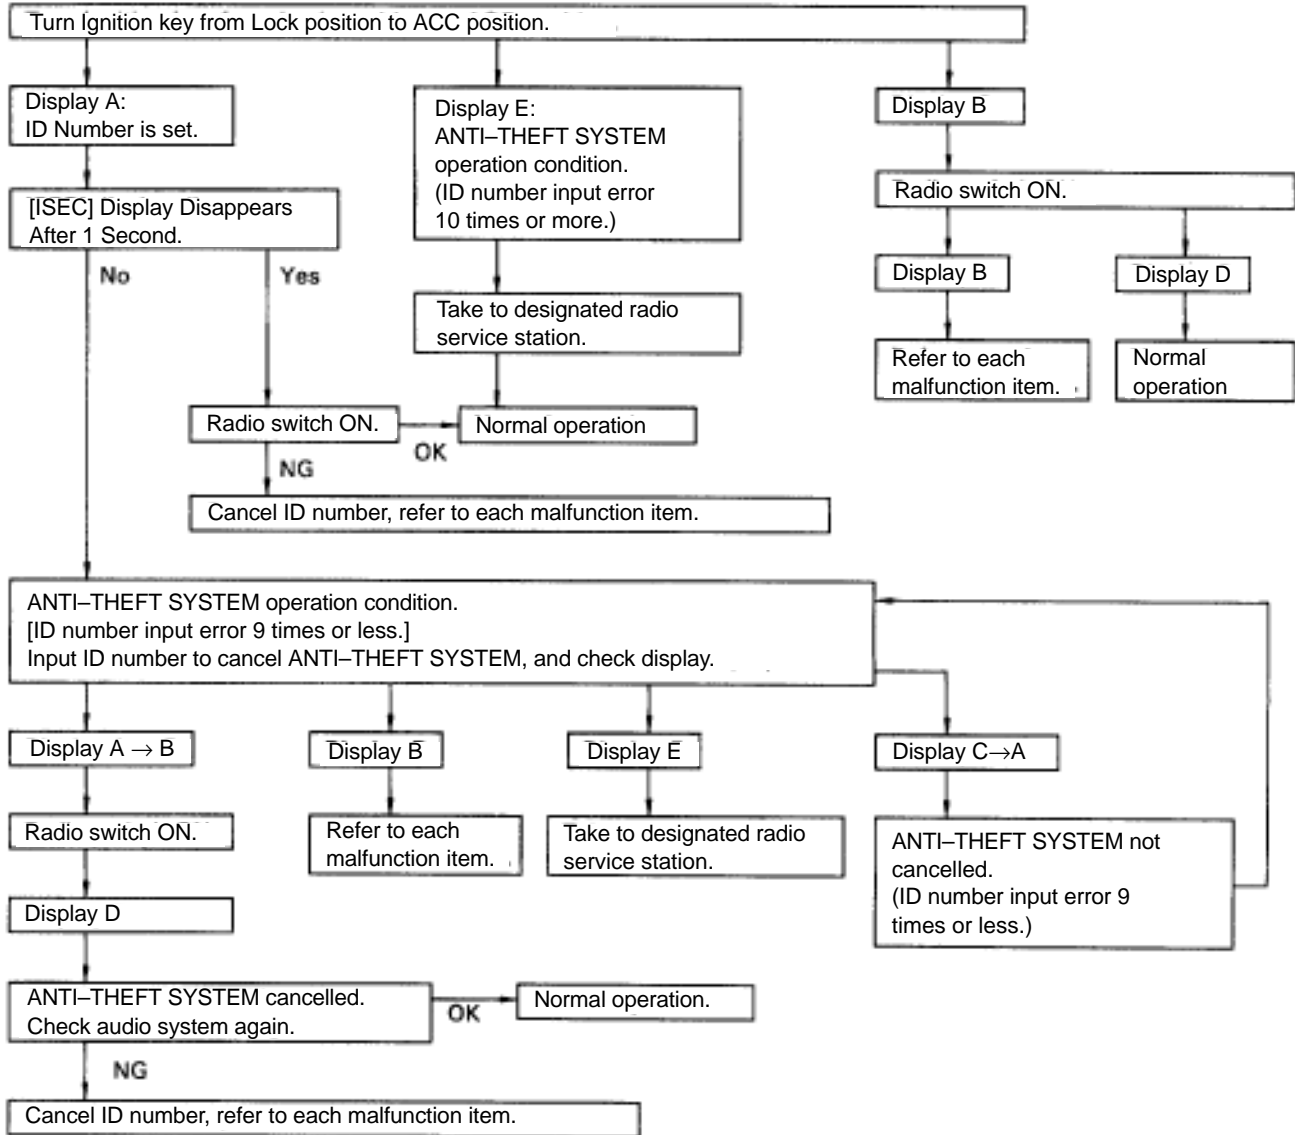 Turn Ignition key from Lock position to ACC position.
Display A:
ID Number is set.
Display E:
ANTI–THEFT SYSTEM
operation condition.
(ID number input error
10 times or more.)
Display B
[ISEC] Display Disappears
After 1 Second.
Radio switch ON.
No
Yes
Display B
Display D
Take to designated radio
service station.
Refer to each
malfunction item.
Normal
operation
Radio switch ON.
OK
Normal operation
NG
Cancel ID number, refer to each malfunction item.
ANTI–THEFT SYSTEM operation condition.
[ID number input error 9 times or less.]
Input ID number to cancel ANTI–THEFT SYSTEM, and check display.
Display A → B
Display B
Display E
Display C→A
Radio switch ON.
Refer to each
malfunction item.
Take to designated radio
service station.
ANTI–THEFT SYSTEM not
cancelled.
(ID number input error 9
times or less.)
Display D
ANTI–THEFT SYSTEM cancelled.
Check audio system again.
OK
Normal operation.
NG
Cancel ID number, refer to each malfunction item.